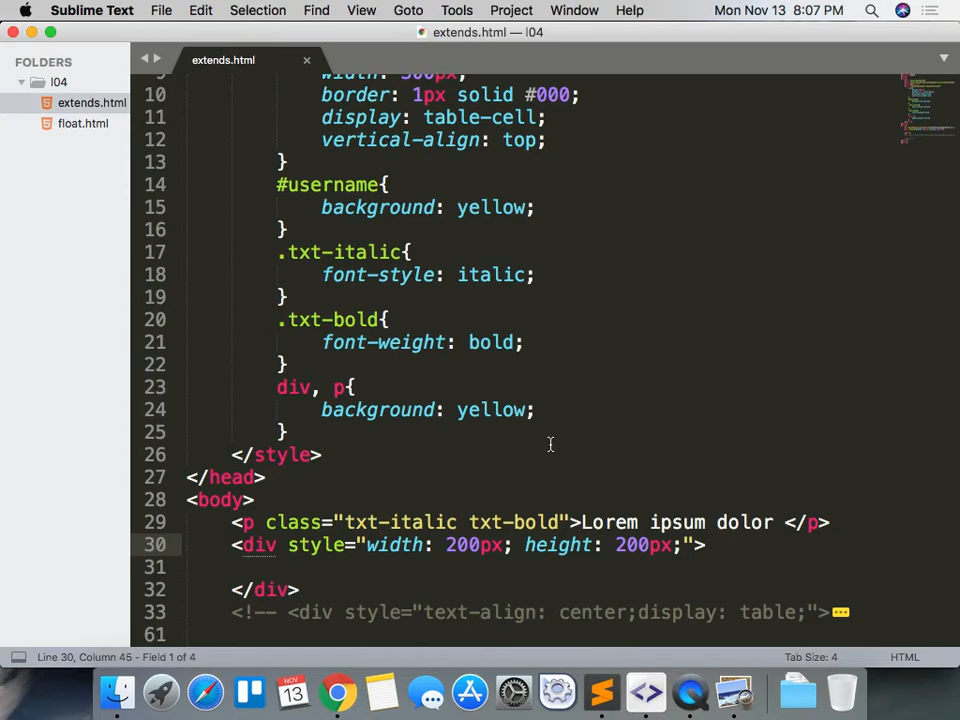 Sublime Text File Edit Selection Find View Goto Tools Project Window Help Mon Nov 13 8:07 PM
extends.html — l04
FOLDERS
l04
extends.html
float.html
extends.html ×
9 width: 300px;
10 border: 1px solid #000;
11 display: table-cell;
12 vertical-align: top;
13 }
14 #username{
15 background: yellow;
16 }
17 .txt-italic{
18 font-style: italic;
19 }
20 .txt-bold{
21 font-weight: bold;
22 }
23 div, p{
24 background: yellow;
25 }
26 </style>
27 </head>
28 <body>
29 <p class="txt-italic txt-bold">Lorem ipsum dolor </p>
30 <div style="width: 200px; height: 200px;">
31
32 </div>
33 <!-- <div style="text-align: center;display: table;">
61
Line 30, Column 45 - Field 1 of 4 Tab Size: 4 HTML
NOV
13